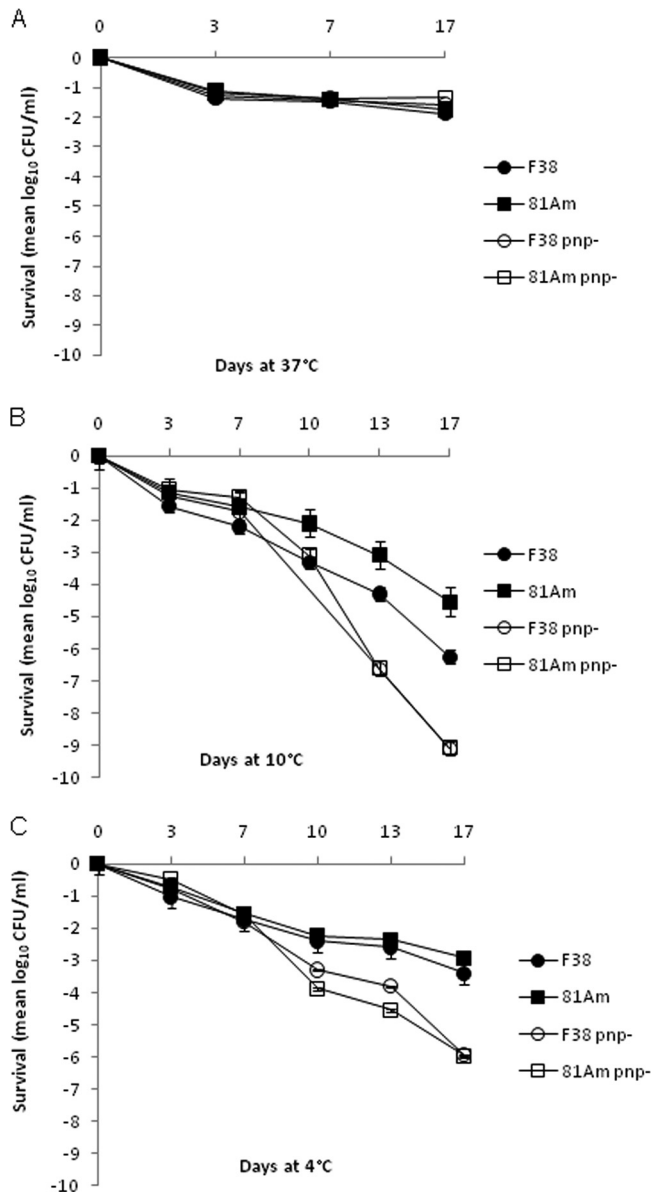 A
0 3 7 17
0
-1
-2
-3
-4
-5
-6
-7
-8
-9
-10
Survival (mean log10 CFU/ml)
Days at 37°C
F38
81Am
F38 pnp-
81Am pnp-
B
0 3 7 10 13 17
0
-1
-2
-3
-4
-5
-6
-7
-8
-9
-10
Survival (mean log10 CFU/ml)
Days at 10°C
F38
81Am
F38 pnp-
81Am pnp-
C
0 3 7 10 13 17
0
-1
-2
-3
-4
-5
-6
-7
-8
-9
-10
Survival (mean log10 CFU/ml)
Days at 4°C
F38
81Am
F38 pnp-
81Am pnp-